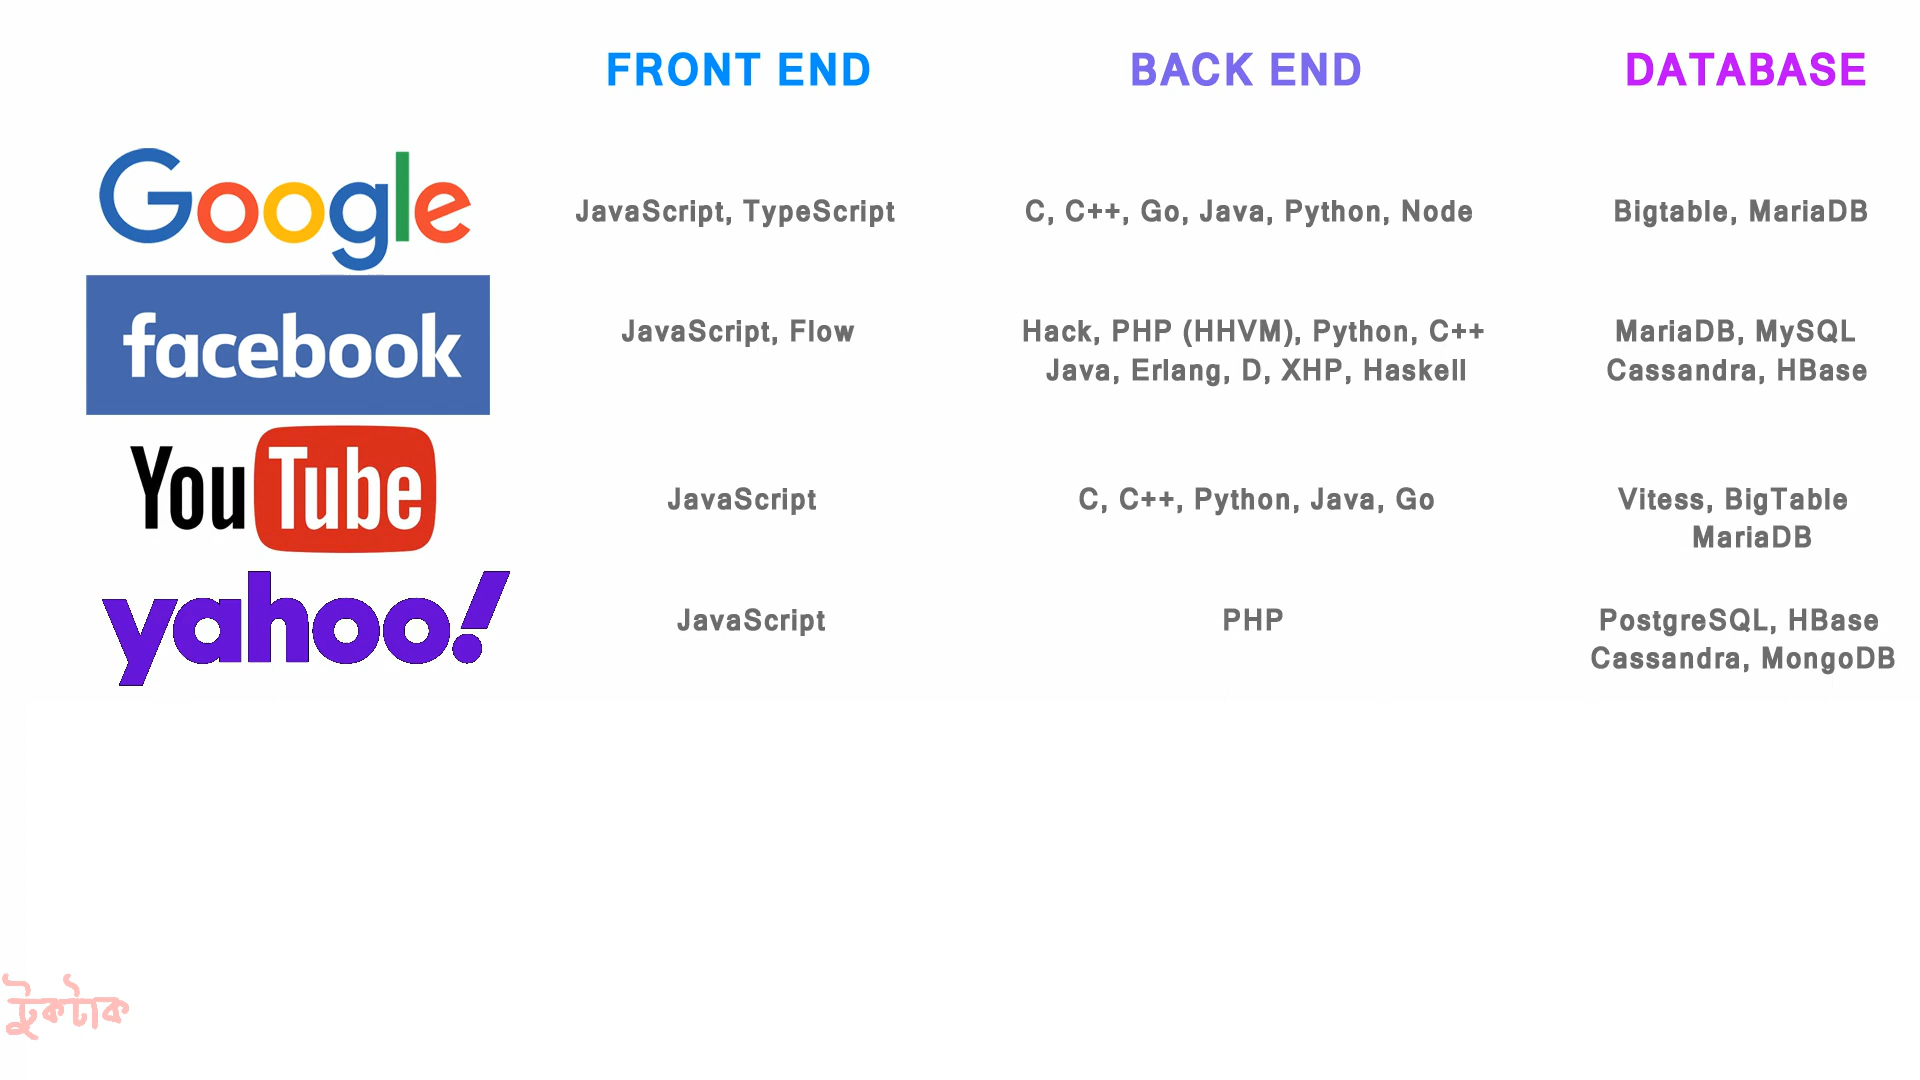 FRONT END BACK END DATABASE
Google JavaScript, TypeScript C, C++, Go, Java, Python, Node Bigtable, MariaDB
facebook JavaScript, Flow Hack, PHP (HHVM), Python, C++ MariaDB, MySQL
Java, Erlang, D, XHP, Haskell Cassandra, HBase
YouTube JavaScript C, C++, Python, Java, Go Vitess, BigTable
MariaDB
yahoo! JavaScript PHP PostgreSQL, HBase
Cassandra, MongoDB
টুকটাক